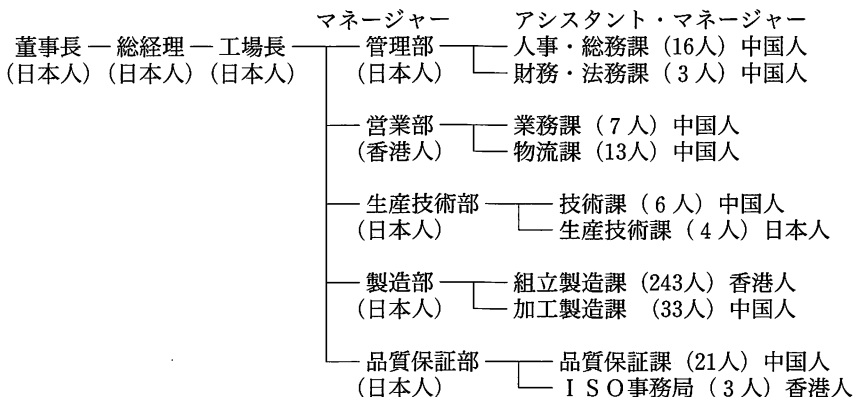 マネージャー アシスタント・マネージャー
董事長 総経理 工場長 管理部 人事・総務課（16人）中国人
（日本人）（日本人）（日本人） （日本人） 財務・法務課（3人）中国人
営業部 業務課（7人）中国人
（香港人） 物流課（13人）中国人
生産技術部 技術課（6人）中国人
（日本人） 生産技術課（4人）日本人
製造部 組立製造課（243人）香港人
（日本人） 加工製造課（33人）中国人
品質保証部 品質保証課（21人）中国人
（日本人） ＩＳＯ事務局（3人）香港人